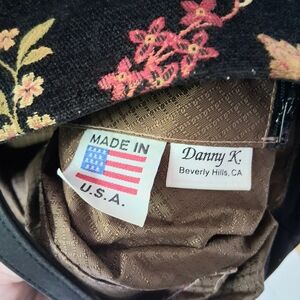 MADE IN
U.S.A.
Danny K.
Beverly Hills, CA